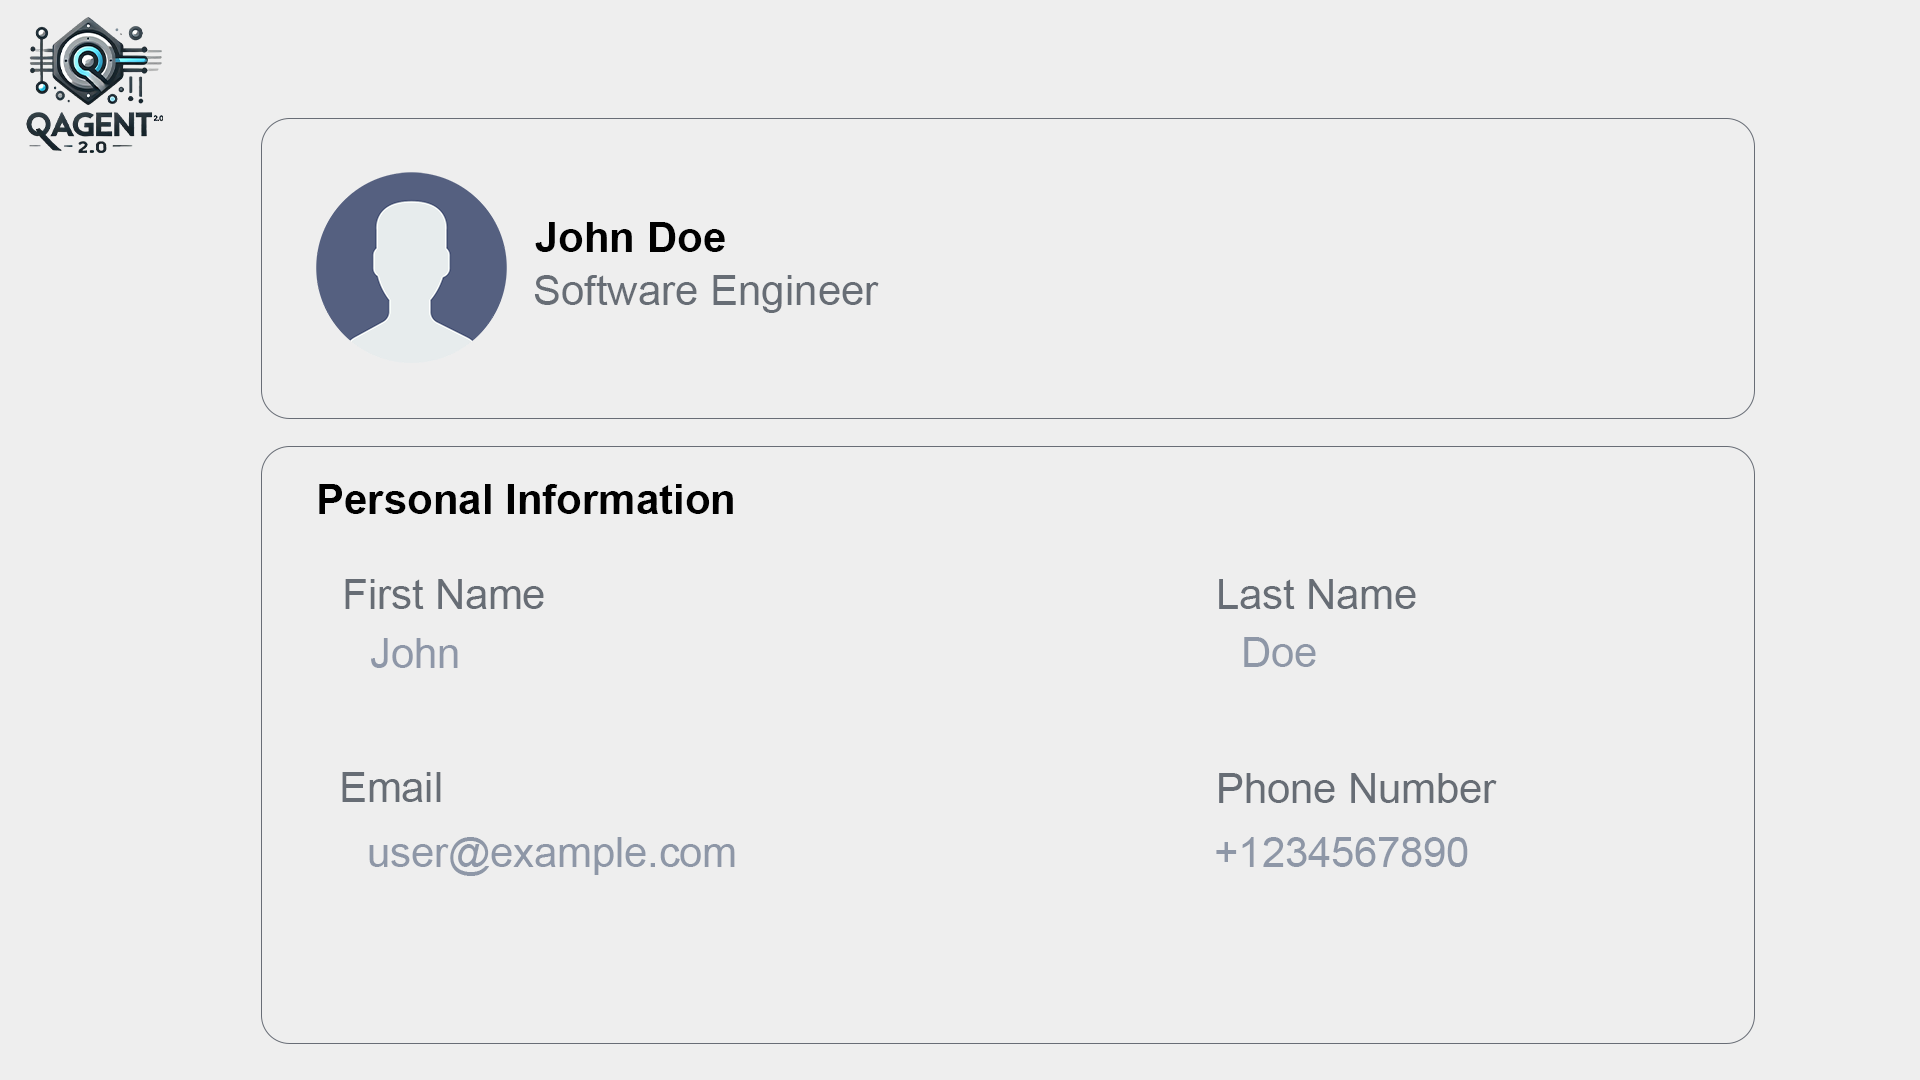 QAGENT 2.0
2.0
John Doe
Software Engineer
Personal Information
First Name
Last Name
John
Doe
Email
Phone Number
user@example.com
+1234567890